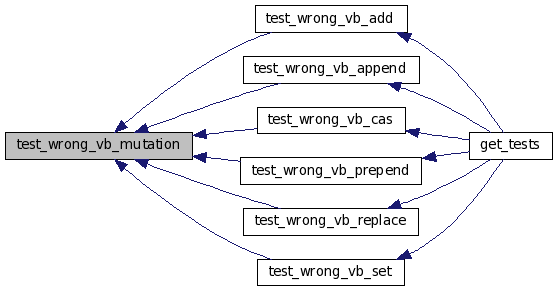 test_wrong_vb_add
test_wrong_vb_append
test_wrong_vb_cas
test_wrong_vb_mutation
get_tests
test_wrong_vb_prepend
test_wrong_vb_replace
test_wrong_vb_set